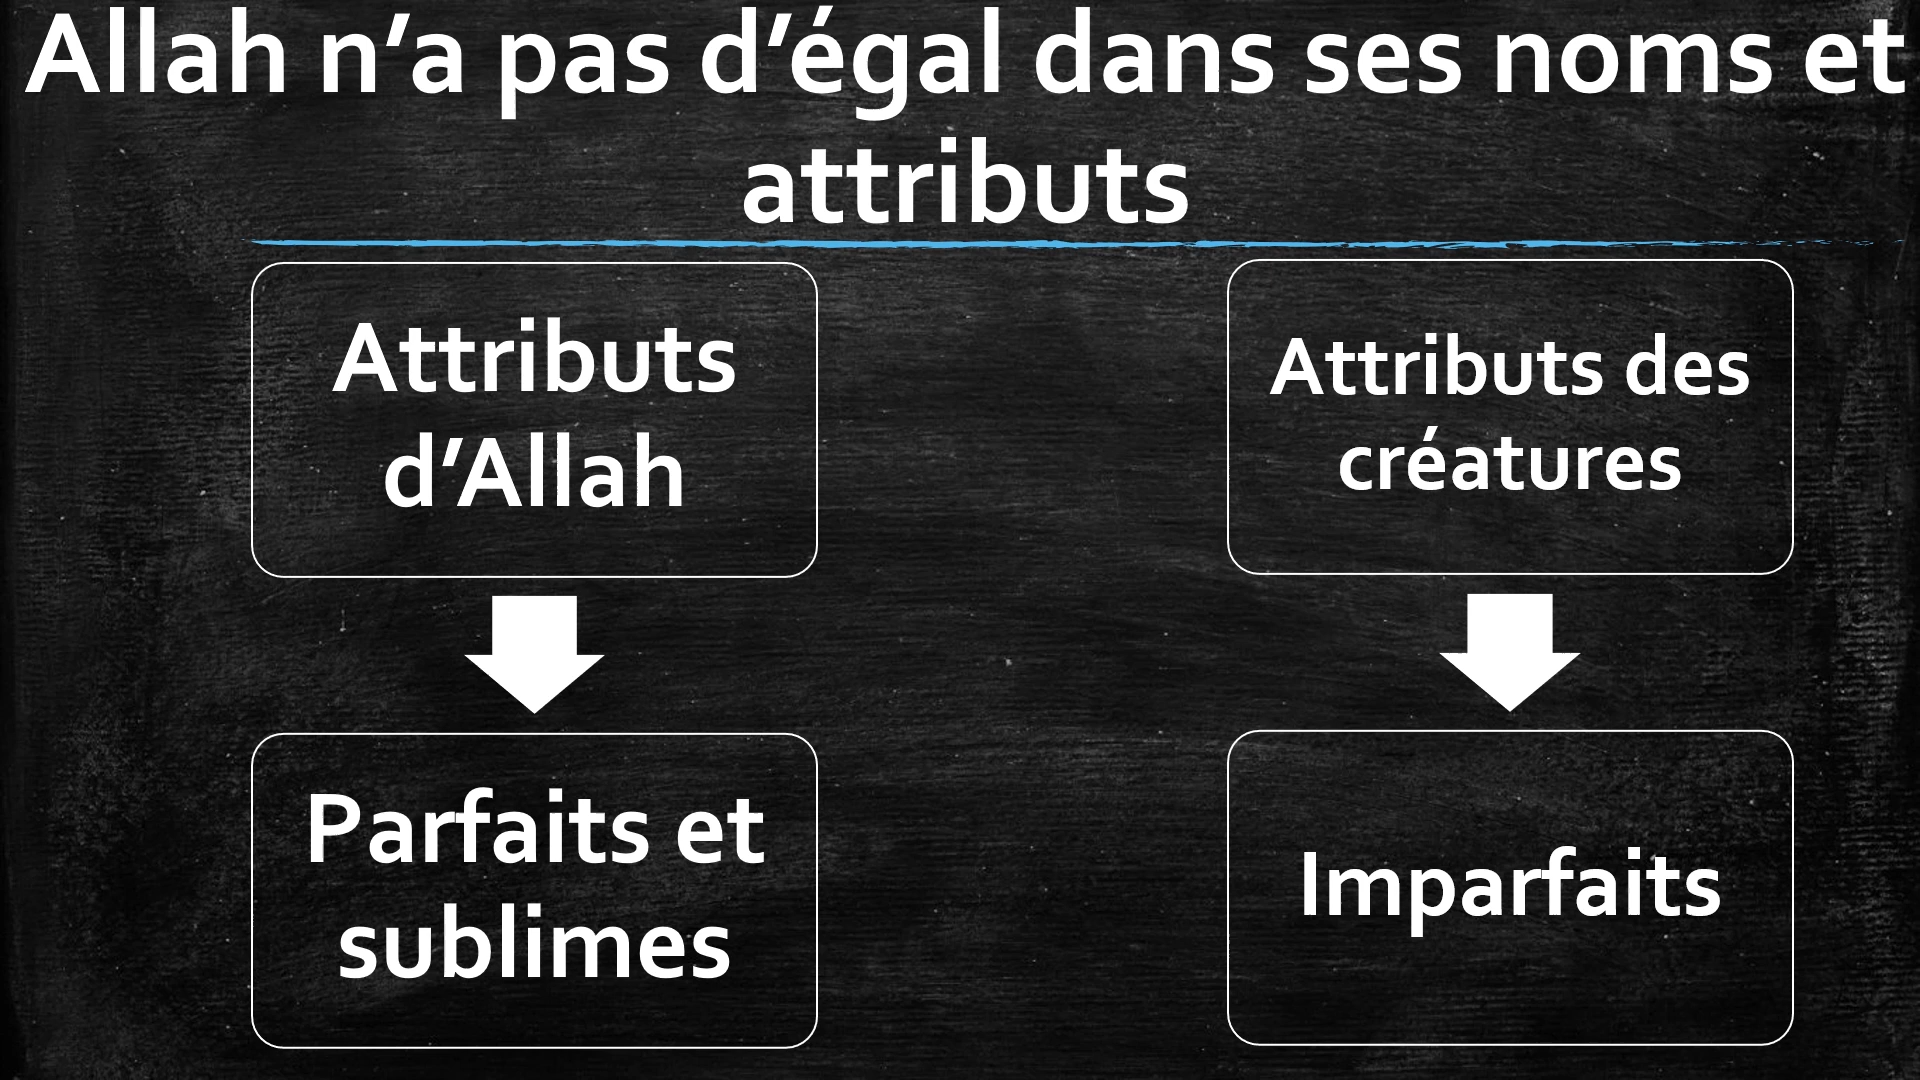 Allah n’a pas d’égal dans ses noms et
attributs
Attributs
d’Allah
Parfaits et
sublimes
Attributs des
créatures
Imparfaits